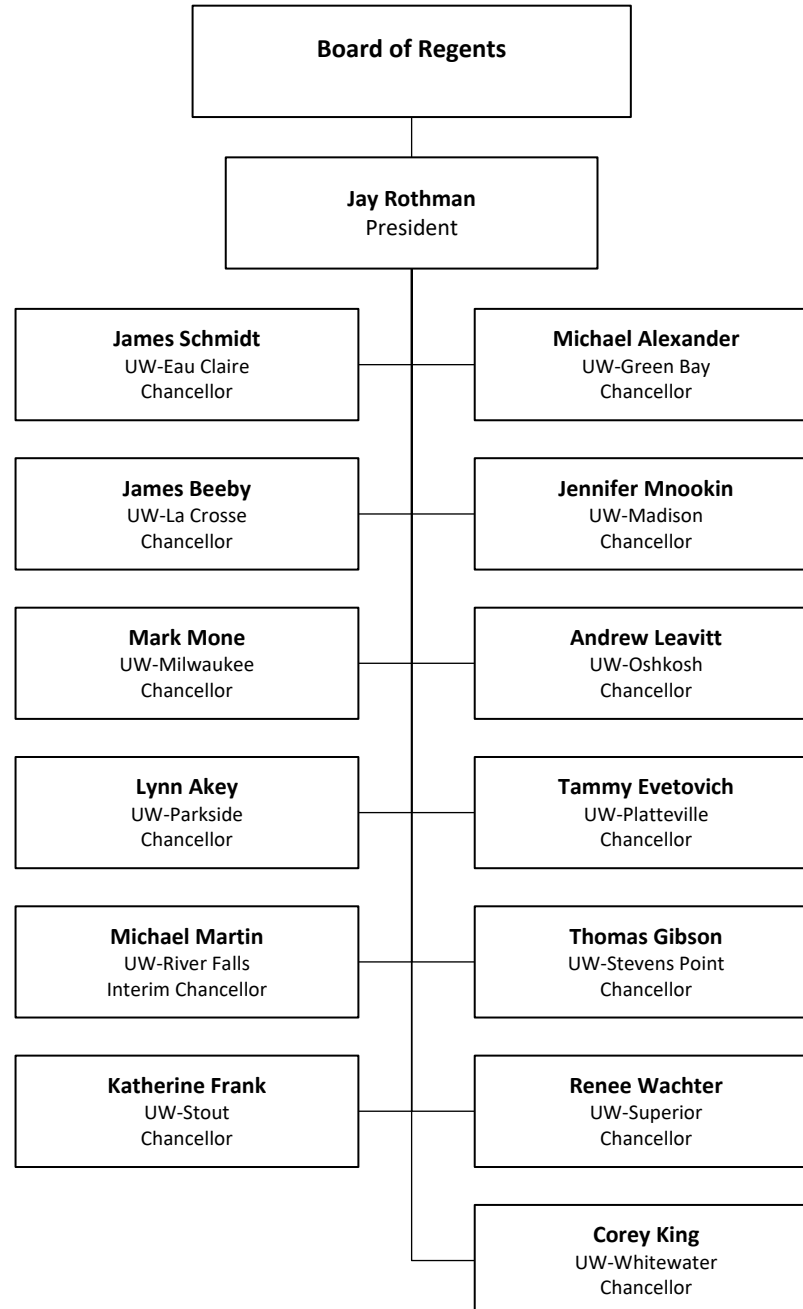 Board of Regents
Jay Rothman
President
James Schmidt
UW-Eau Claire
Chancellor
Michael Alexander
UW-Green Bay
Chancellor
James Beeby
UW-La Crosse
Chancellor
Jennifer Mnookin
UW-Madison
Chancellor
Mark Mone
UW-Milwaukee
Chancellor
Andrew Leavitt
UW-Oshkosh
Chancellor
Lynn Akey
UW-Parkside
Chancellor
Tammy Evetovich
UW-Platteville
Chancellor
Michael Martin
UW-River Falls
Interim Chancellor
Thomas Gibson
UW-Stevens Point
Chancellor
Katherine Frank
UW-Stout
Chancellor
Renee Wachter
UW-Superior
Chancellor
Corey King
UW-Whitewater
Chancellor